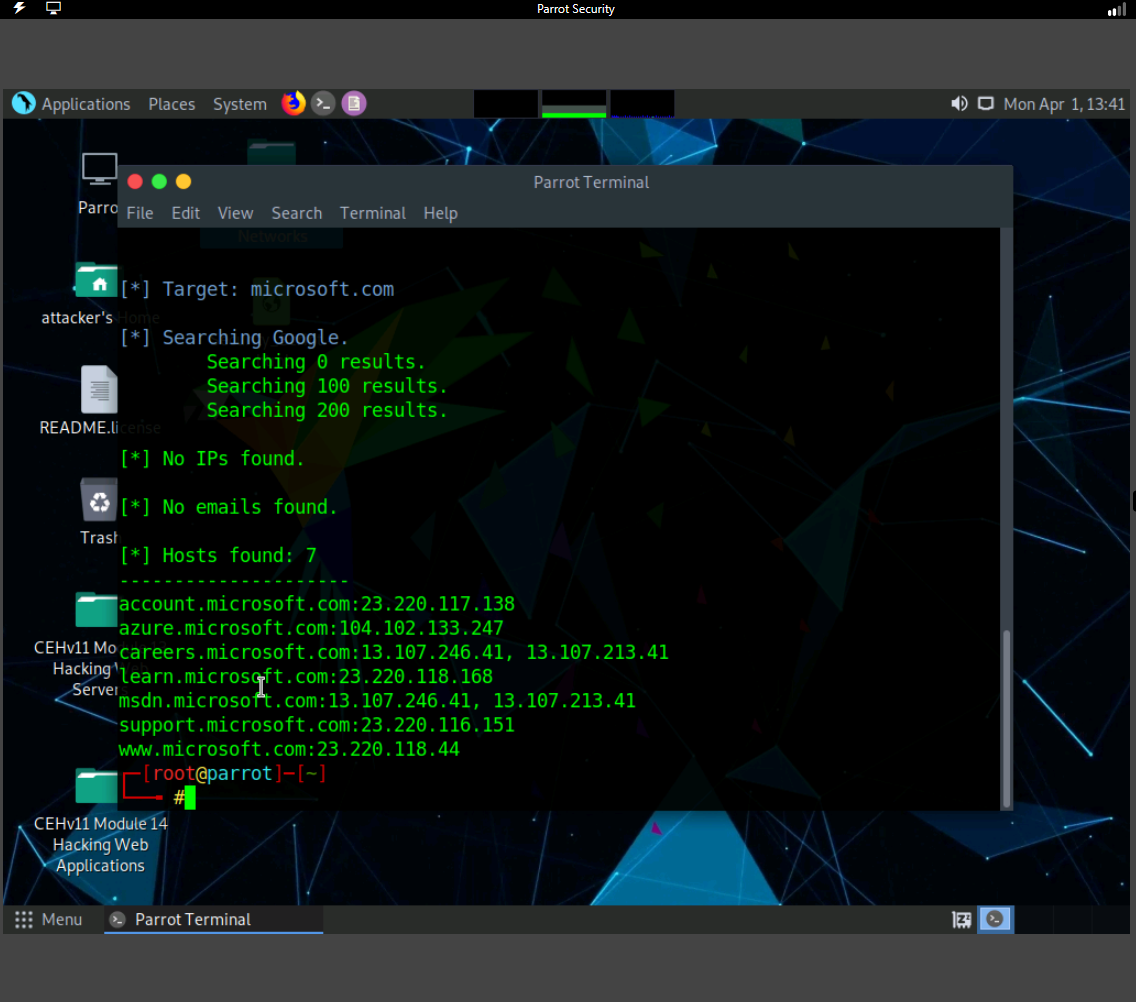 Parrot Security
Applications Places System Mon Apr 1, 13:41
Parrot Terminal
File Edit View Search Terminal Help
Networks
[*] Target: microsoft.com
[*] Searching Google.
Searching 0 results.
Searching 100 results.
Searching 200 results.
[*] No IPs found.
[*] No emails found.
[*] Hosts found: 7
---------------------
account.microsoft.com:23.220.117.138
azure.microsoft.com:104.102.133.247
careers.microsoft.com:13.107.246.41, 13.107.213.41
learn.microsoft.com:23.220.118.168
msdn.microsoft.com:13.107.246.41, 13.107.213.41
support.microsoft.com:23.220.116.151
www.microsoft.com:23.220.118.44
┌─[root@parrot]─[~]
└──╼ #
Parro
attacker's Home
README.license
Trash
CEHv11 Mo
Hacking Web
Server
CEHv11 Module 14
Hacking Web
Applications
Menu Parrot Terminal